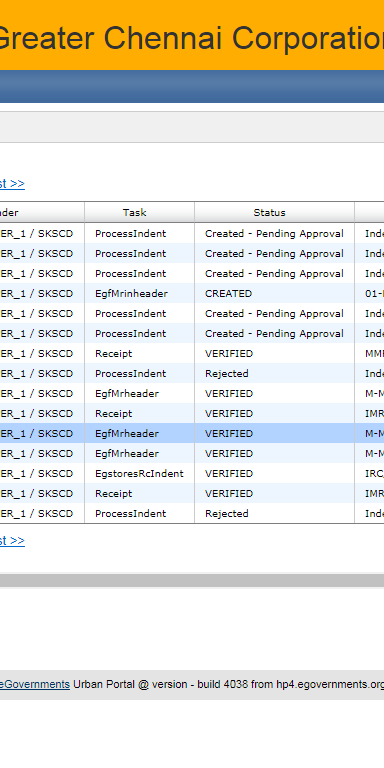 Greater Chennai Corporation
st >>
der Task Status
ER_1 / SKSCD ProcessIndent Created - Pending Approval Inde
ER_1 / SKSCD ProcessIndent Created - Pending Approval Inde
ER_1 / SKSCD ProcessIndent Created - Pending Approval Inde
ER_1 / SKSCD EgfMrinheader CREATED 01-
ER_1 / SKSCD ProcessIndent Created - Pending Approval Inde
ER_1 / SKSCD ProcessIndent Created - Pending Approval Inde
ER_1 / SKSCD Receipt VERIFIED MM
ER_1 / SKSCD ProcessIndent Rejected Inde
ER_1 / SKSCD EgfMrheader VERIFIED M-M
ER_1 / SKSCD Receipt VERIFIED IMR
ER_1 / SKSCD EgfMrheader VERIFIED M-M
ER_1 / SKSCD EgfMrheader VERIFIED M-M
ER_1 / SKSCD EgstoresRcIndent VERIFIED IRC
ER_1 / SKSCD Receipt VERIFIED IMR
ER_1 / SKSCD ProcessIndent Rejected Inde
st >>
eGovernments Urban Portal @ version - build 4038 from hp4.egovernments.org